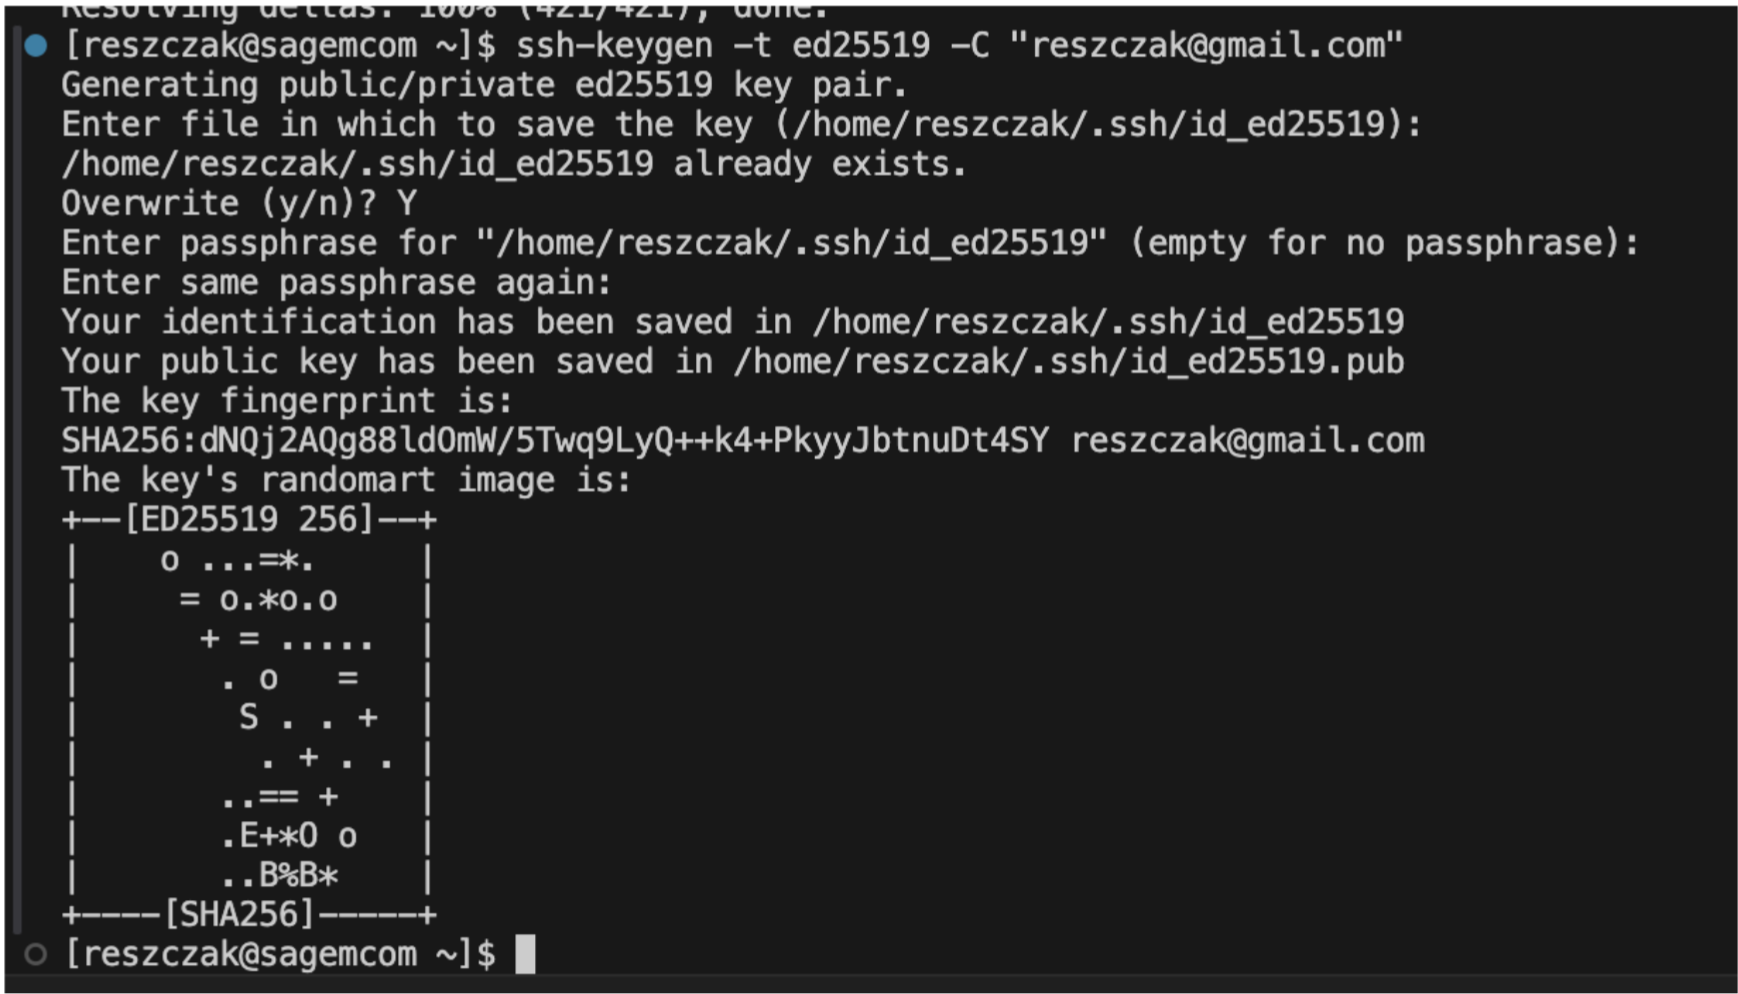 Resolving deltas: 100% (421/421), done.
[reszczak@sagemcom ~]$ ssh-keygen -t ed25519 -C "reszczak@gmail.com"
Generating public/private ed25519 key pair.
Enter file in which to save the key (/home/reszczak/.ssh/id_ed25519):
/home/reszczak/.ssh/id_ed25519 already exists.
Overwrite (y/n)? Y
Enter passphrase for "/home/reszczak/.ssh/id_ed25519" (empty for no passphrase):
Enter same passphrase again:
Your identification has been saved in /home/reszczak/.ssh/id_ed25519
Your public key has been saved in /home/reszczak/.ssh/id_ed25519.pub
The key fingerprint is:
SHA256:dNQj2AQg88ldOmW/5Twq9LyQ++k4+PkyyJbtnuDt4SY reszczak@gmail.com
The key's randomart image is:
+--[ED25519 256]--+
|    o ...=*.     |
|     = o.*o.o    |
|      + = .....  |
|       . o   =   |
|        S . . +  |
|         . + . . |
|       ..== +    |
|       .E+*O o   |
|       ..B%B*    |
+----[SHA256]-----+
[reszczak@sagemcom ~]$